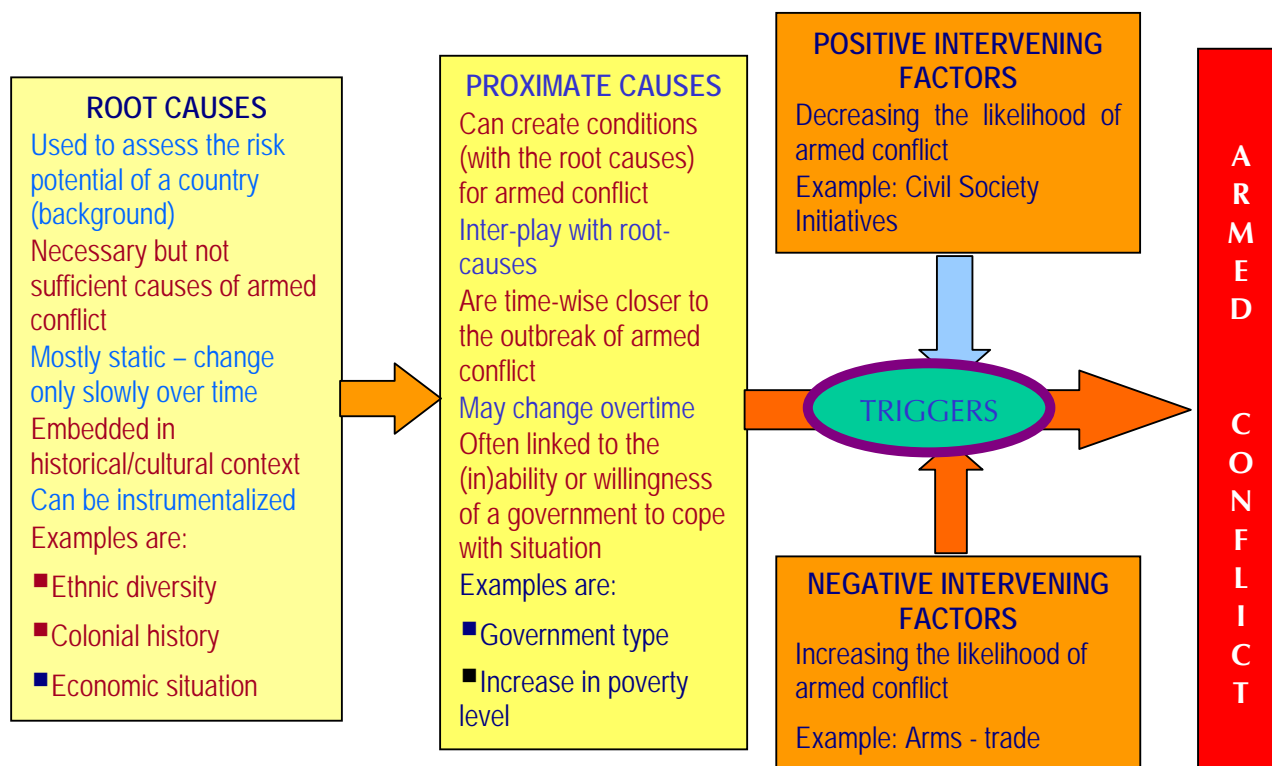 ROOT CAUSES
Used to assess the risk
potential of a country
(background)
Necessary but not
sufficient causes of armed
conflict
Mostly static – change
only slowly over time
Embedded in
historical/cultural context
Can be instrumentalized
Examples are:
■Ethnic diversity
■Colonial history
■Economic situation
PROXIMATE CAUSES
Can create conditions
(with the root causes)
for armed conflict
Inter-play with root-
causes
Are time-wise closer to
the outbreak of armed
conflict
May change overtime
Often linked to the
(in)ability or willingness
of a government to cope
with situation
Examples are:
■Government type
■Increase in poverty
level
POSITIVE INTERVENING
FACTORS
Decreasing the likelihood of
armed conflict
Example: Civil Society
Initiatives
TRIGGERS
NEGATIVE INTERVENING
FACTORS
Increasing the likelihood of
armed conflict
Example: Arms - trade
A
R
M
E
D
C
O
N
F
L
I
C
T